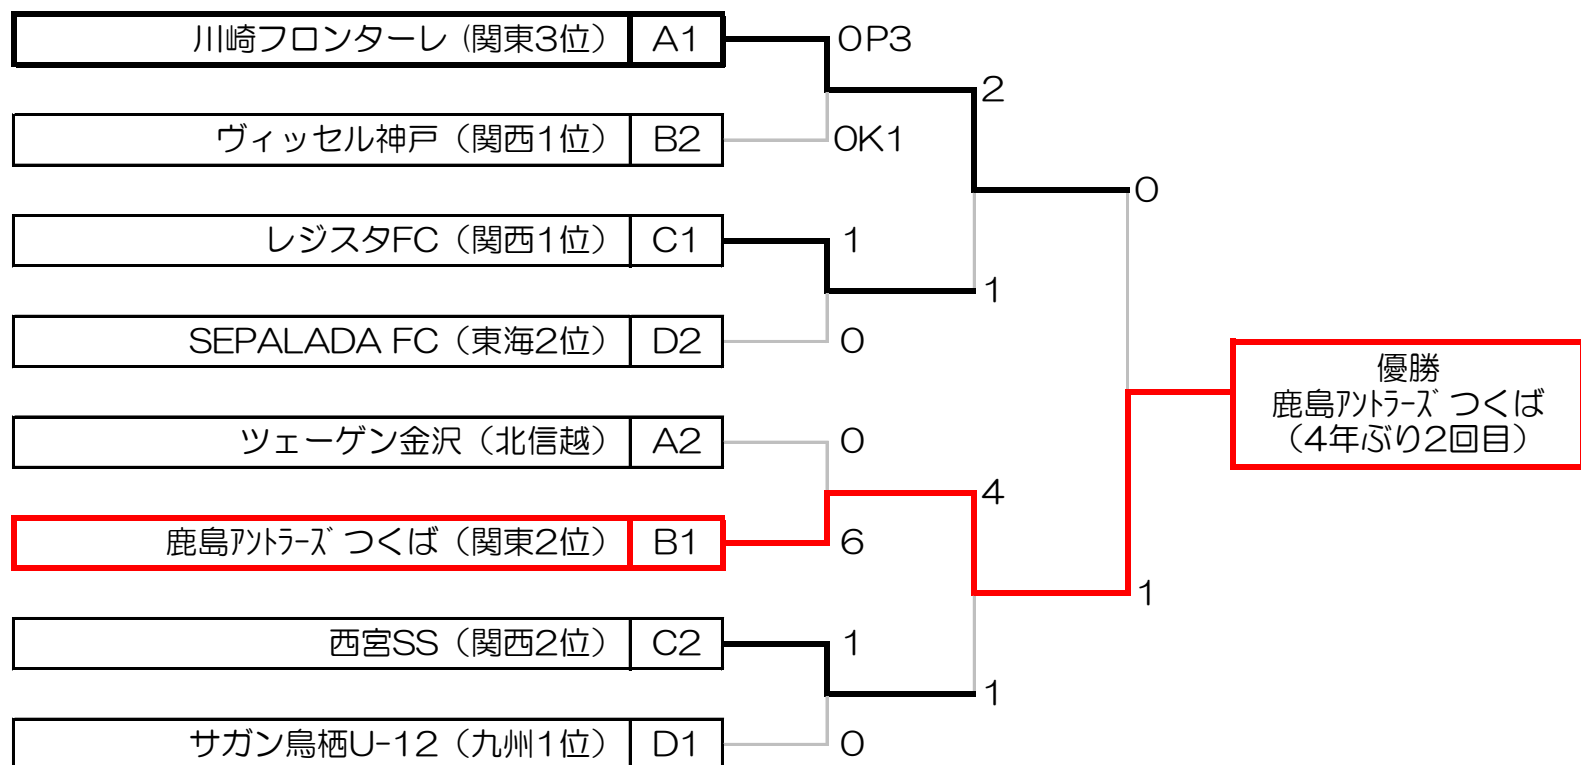 川崎フロンターレ（関東3位） A1 0P3
2
ヴィッセル神戸（関西1位） B2 0K1
0
レジスタFC（関西1位） C1 1
1
SEPALADA FC（東海2位） D2 0
優勝
鹿島ｱﾝﾄﾗｰｽﾞつくば
（4年ぶり2回目）
ツェーゲン金沢（北信越） A2 0
4
鹿島ｱﾝﾄﾗｰｽﾞつくば（関東2位） B1 6
1
西宮SS（関西2位） C2 1
1
サガン鳥栖U-12（九州1位） D1 0